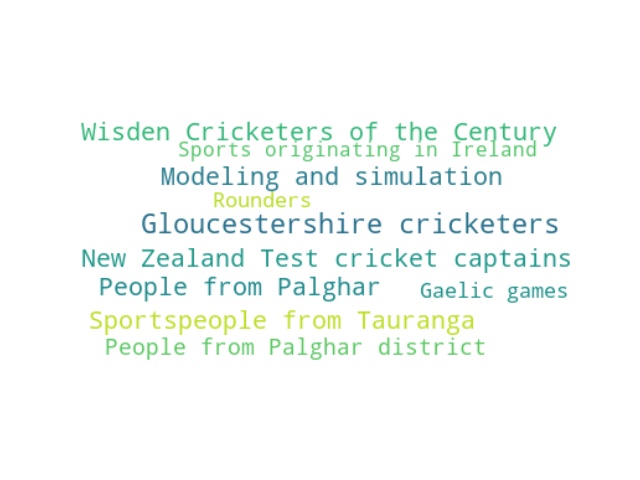 Wisden Cricketers of the Century
Sports originating in Ireland
Modeling and simulation
Rounders
Gloucestershire cricketers
New Zealand Test cricket captains
People from Palghar
Gaelic games
Sportspeople from Tauranga
People from Palghar district